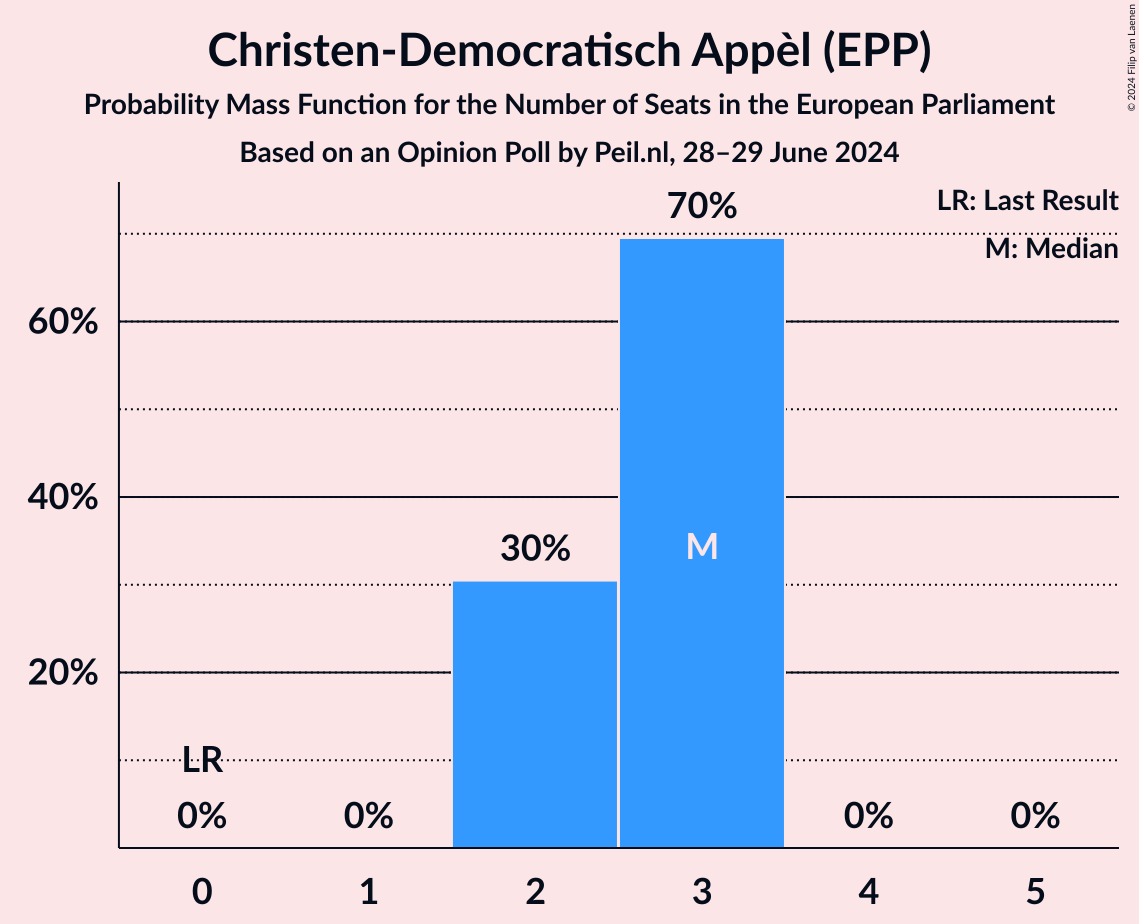 Christen-Democratisch Appèl (EPP)
Probability Mass Function for the Number of Seats in the European Parliament
Based on an Opinion Poll by Peil.nl, 28–29 June 2024
© 2024 Filip van Laenen
LR: Last Result
M: Median
70%
60%
40%
30%
M
20%
LR
0% 0% 0% 0%
0 1 2 3 4 5